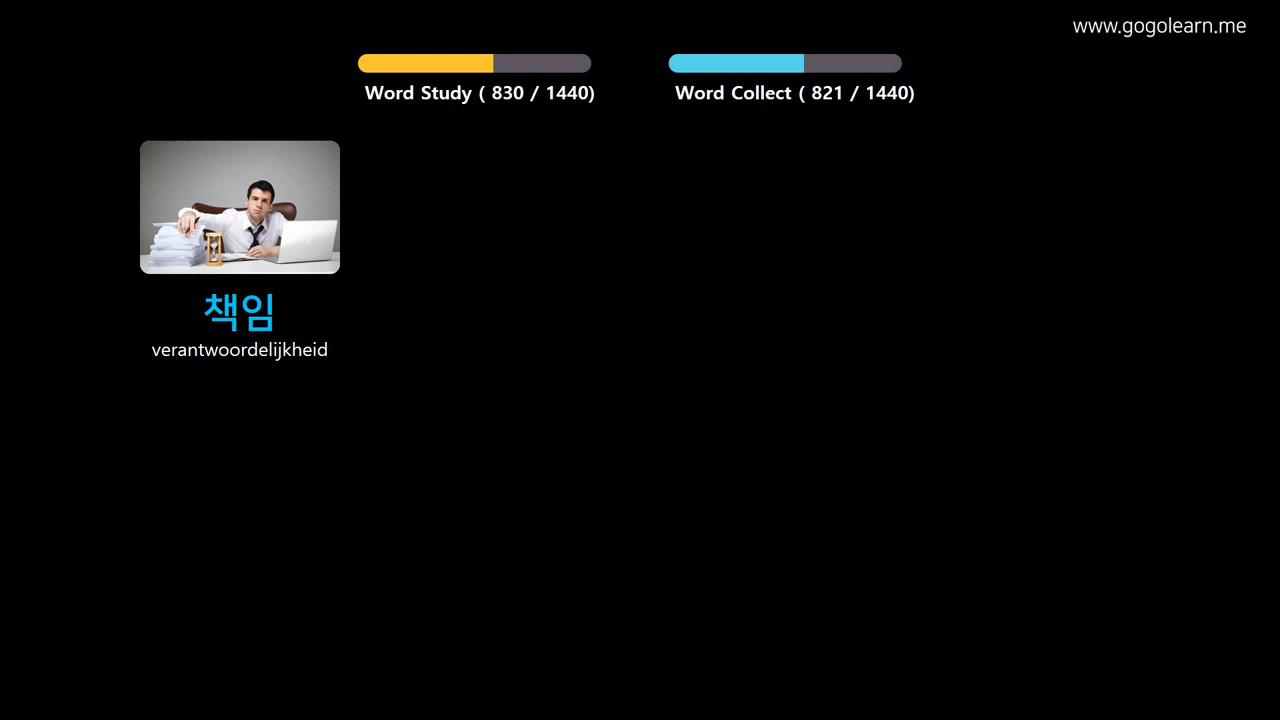 www.gogolearn.me
Word Study ( 830 / 1440)
Word Collect ( 821 / 1440)
책임
verantwoordelijkheid